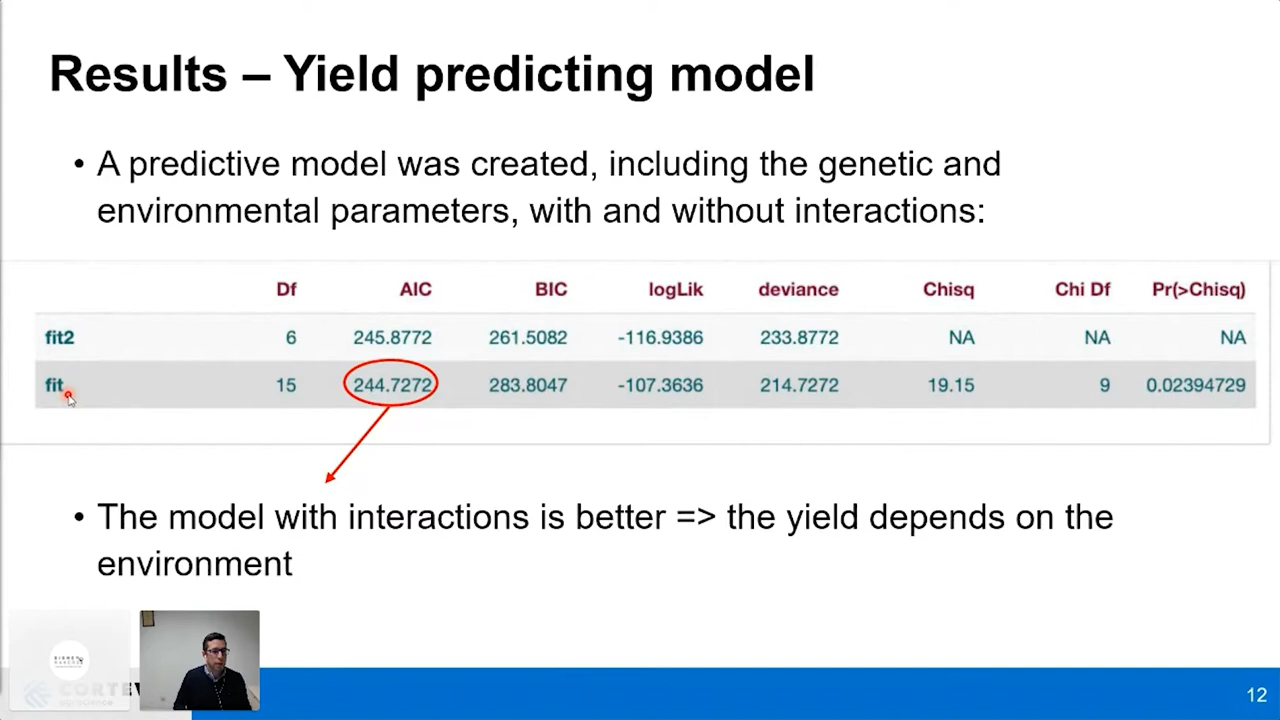 Results – Yield predicting model
• A predictive model was created, including the genetic and
environmental parameters, with and without interactions:
Df AIC BIC logLik deviance Chisq Chi Df Pr(>Chisq)
fit2 6 245.8772 261.5082 -116.9386 233.8772 NA NA NA
fit 15 244.7272 283.8047 -107.3636 214.7272 19.15 9 0.02394729
• The model with interactions is better => the yield depends on the
environment
12